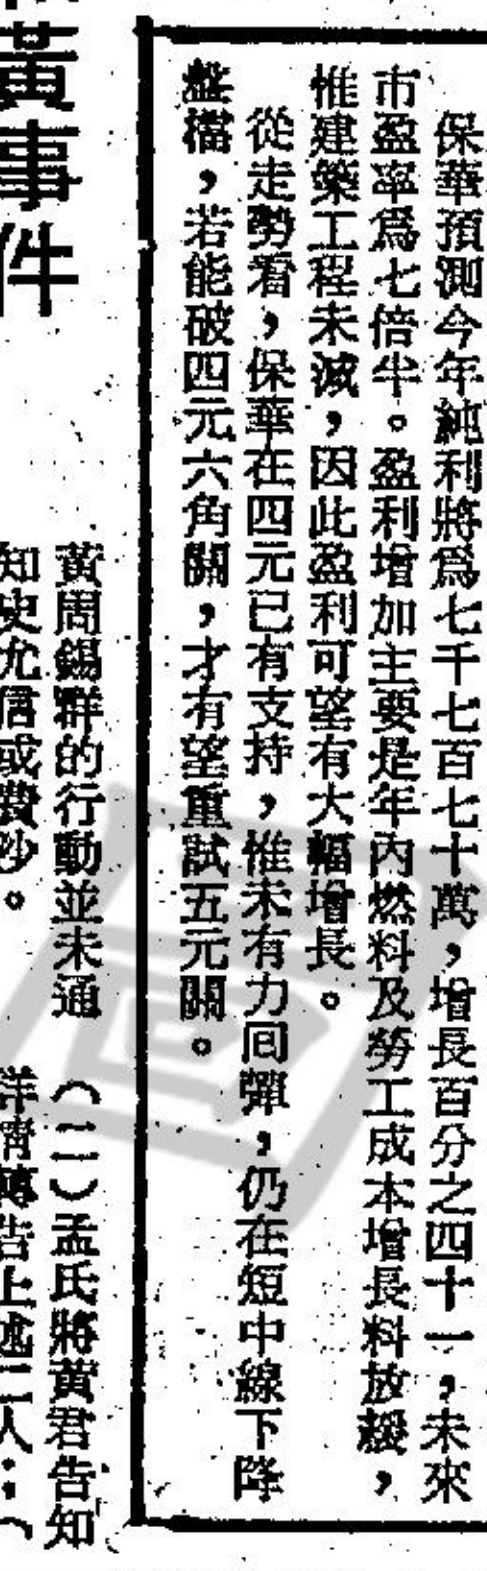 保華預測今年純利將爲七千七百七十萬，增長百分之四十一，未來
市盈率爲七倍半。盈利增加主要是年內燃料及勞工成本增長料放緩，
惟建築工程未減，因此盈利可望有大幅增長。
從走勢看，保華在四元已有支持，惟未有力回彈，仍在短中線下降
盤檔，若能破四元六角關，才有望重試五元關。
黃事件
黃周錫群的行動並未通
知史允信或費沙。
（二）孟氏將黃君告知
洋濟轉告上述二人；（